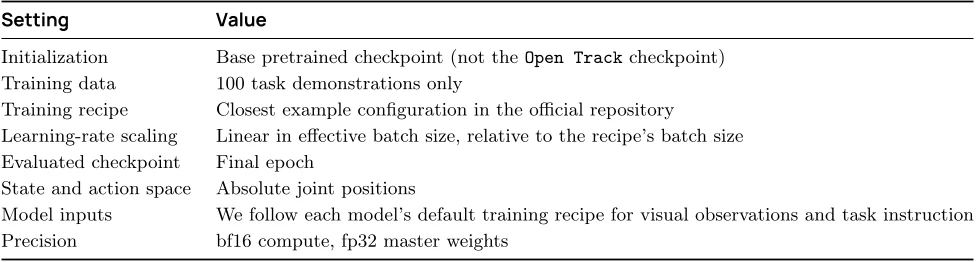 Setting Value
Initialization Base pretrained checkpoint (not the Open Track checkpoint)
Training data 100 task demonstrations only
Training recipe Closest example configuration in the official repository
Learning-rate scaling Linear in effective batch size, relative to the recipe's batch size
Evaluated checkpoint Final epoch
State and action space Absolute joint positions
Model inputs We follow each model's default training recipe for visual observations and task instruction
Precision bf16 compute, fp32 master weights